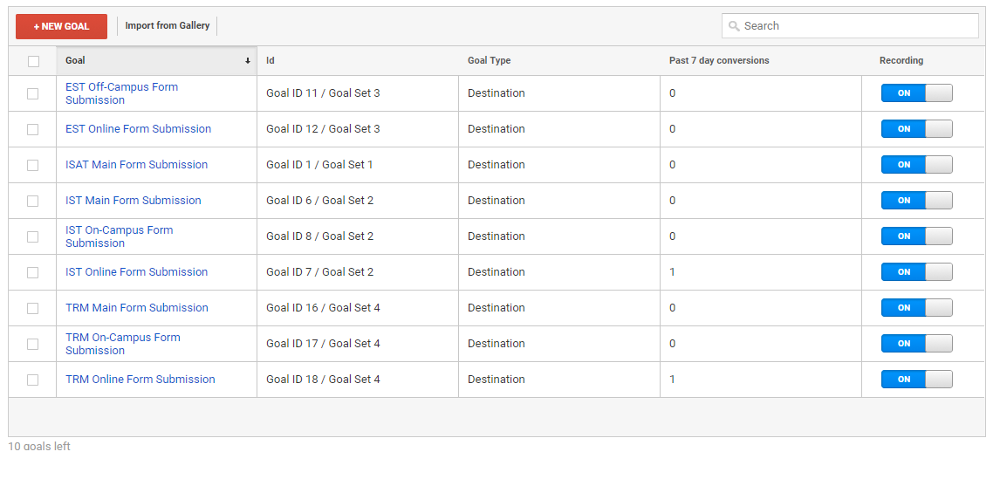 + NEW GOAL Import from Gallery Search
Goal Id Goal Type Past 7 day conversions Recording
EST Off-Campus Form
Submission Goal ID 11 / Goal Set 3 Destination 0 ON
EST Online Form Submission Goal ID 12 / Goal Set 3 Destination 0 ON
ISAT Main Form Submission Goal ID 1 / Goal Set 1 Destination 0 ON
IST Main Form Submission Goal ID 6 / Goal Set 2 Destination 0 ON
IST On-Campus Form
Submission Goal ID 8 / Goal Set 2 Destination 0 ON
IST Online Form Submission Goal ID 7 / Goal Set 2 Destination 1 ON
TRM Main Form Submission Goal ID 16 / Goal Set 4 Destination 0 ON
TRM On-Campus Form
Submission Goal ID 17 / Goal Set 4 Destination 0 ON
TRM Online Form Submission Goal ID 18 / Goal Set 4 Destination 1 ON
10 goals left